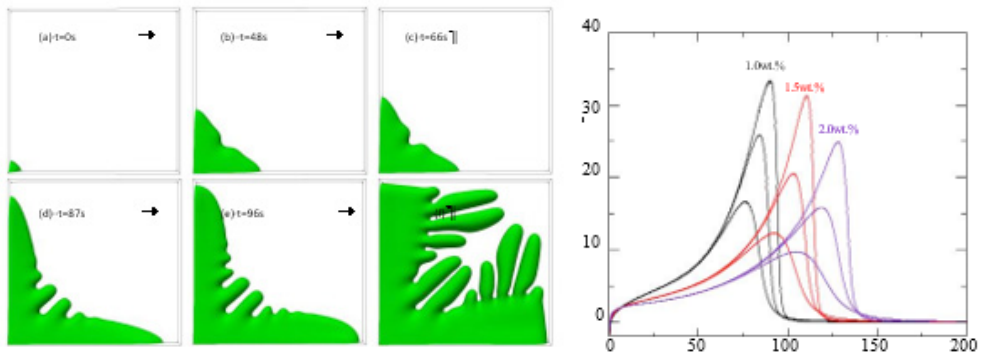 (a) t=0s
(b) t=48s
(c) t=66s
(d) t=87s
(e) t=96s
40
30
20
10
0
1.0wt.%
1.5wt.%
2.0wt.%
0 50 100 150 200